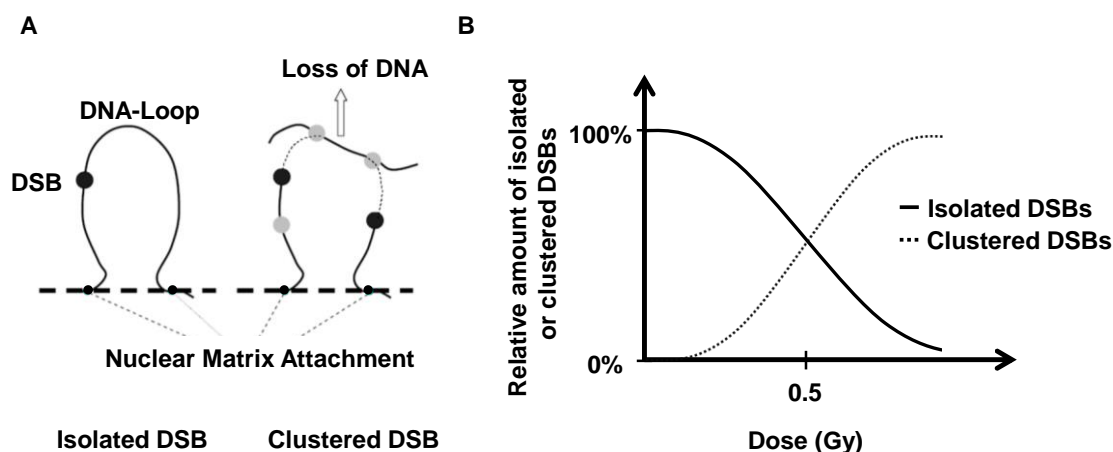 A
Loss of DNA
DNA-Loop
DSB
Nuclear Matrix Attachment
Isolated DSB
Clustered DSB
B
Relative amount of isolated
or clustered DSBs
100%
0%
0.5
Dose (Gy)
Isolated DSBs
Clustered DSBs